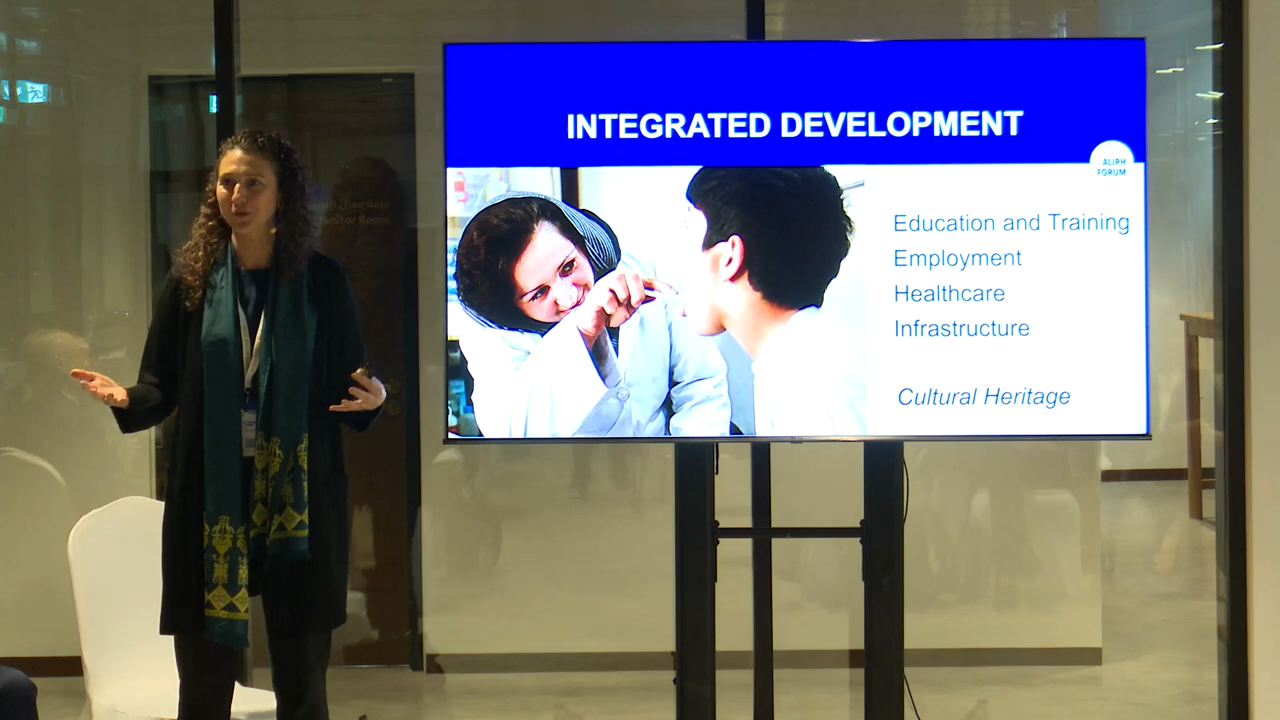 INTEGRATED DEVELOPMENT
ALIPH
FORUM
Education and Training
Employment
Healthcare
Infrastructure
Cultural Heritage